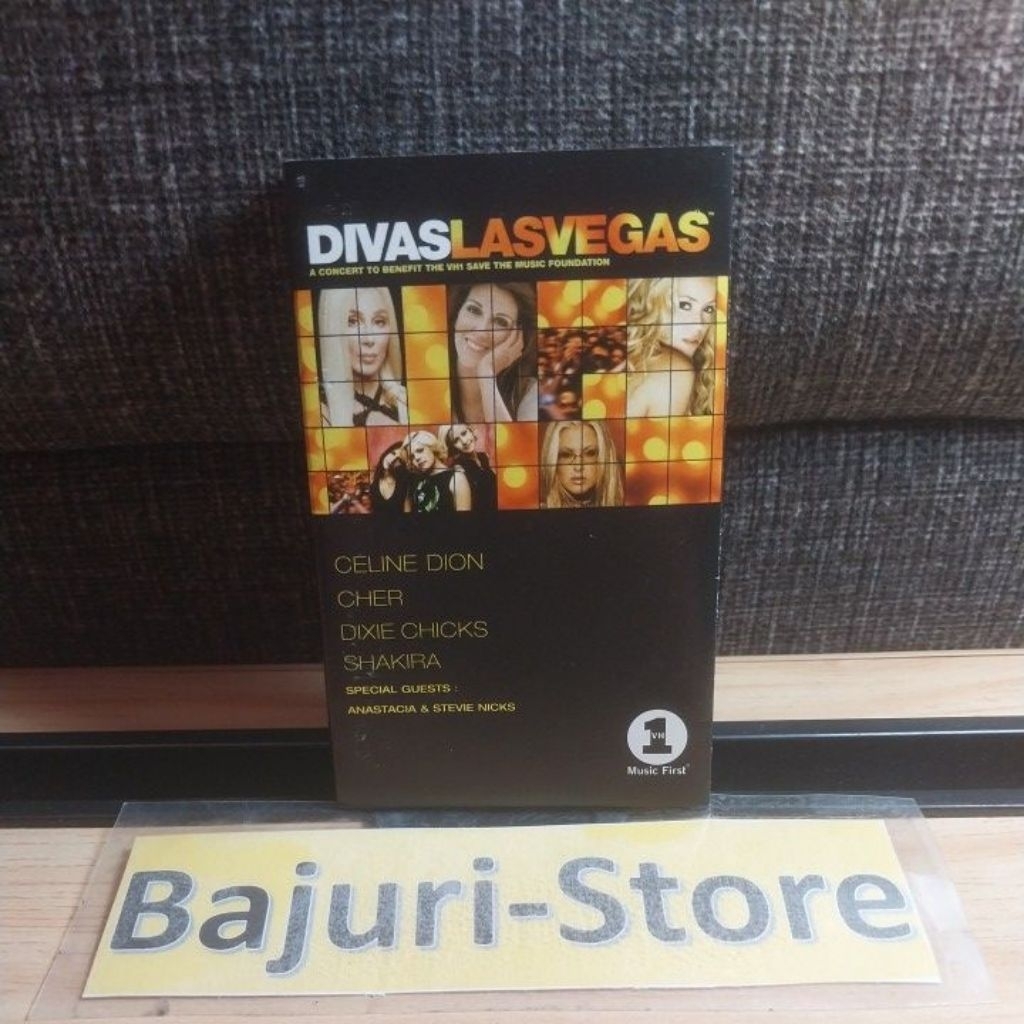 DIVASLASVEGAS™
A CONCERT TO BENEFIT THE VH1 SAVE THE MUSIC FOUNDATION
CELINE DION
CHER
DIXIE CHICKS
SHAKIRA
SPECIAL GUESTS :
ANASTACIA & STEVIE NICKS
VH1
Music First®
Bajuri-Store